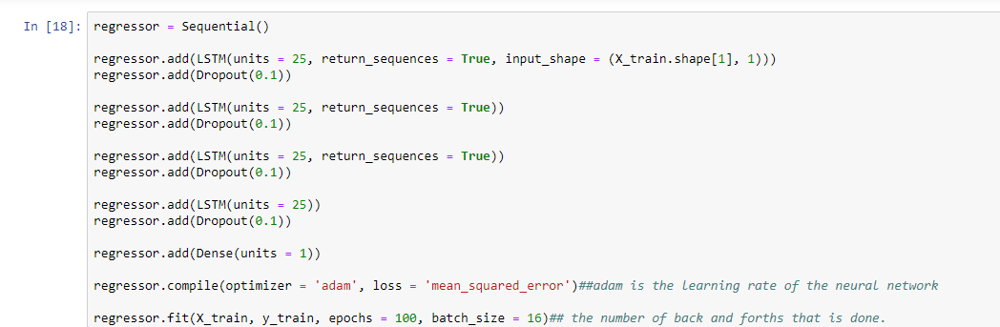 In [18]: regressor = Sequential()
regressor.add(LSTM(units = 25, return_sequences = True, input_shape = (X_train.shape[1], 1)))
regressor.add(Dropout(0.1))
regressor.add(LSTM(units = 25, return_sequences = True))
regressor.add(Dropout(0.1))
regressor.add(LSTM(units = 25, return_sequences = True))
regressor.add(Dropout(0.1))
regressor.add(LSTM(units = 25))
regressor.add(Dropout(0.1))
regressor.add(Dense(units = 1))
regressor.compile(optimizer = 'adam', loss = 'mean_squared_error')##adam is the learning rate of the neural network
regressor.fit(X_train, y_train, epochs = 100, batch_size = 16)## the number of back and forths that is done.